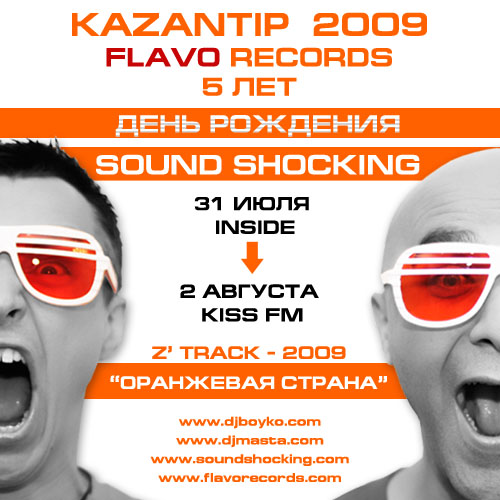 KAZANTIP 2009
FLAVO RECORDS
5 ЛЕТ
ДЕНЬ РОЖДЕНИЯ
SOUND SHOCKING
31 ИЮЛЯ
INSIDE
2 АВГУСТА
KISS FM
Z' TRACK - 2009
"ОРАНЖЕВАЯ СТРАНА"
www.djboyko.com
www.djmasta.com
www.soundshocking.com
www.flavorecords.com